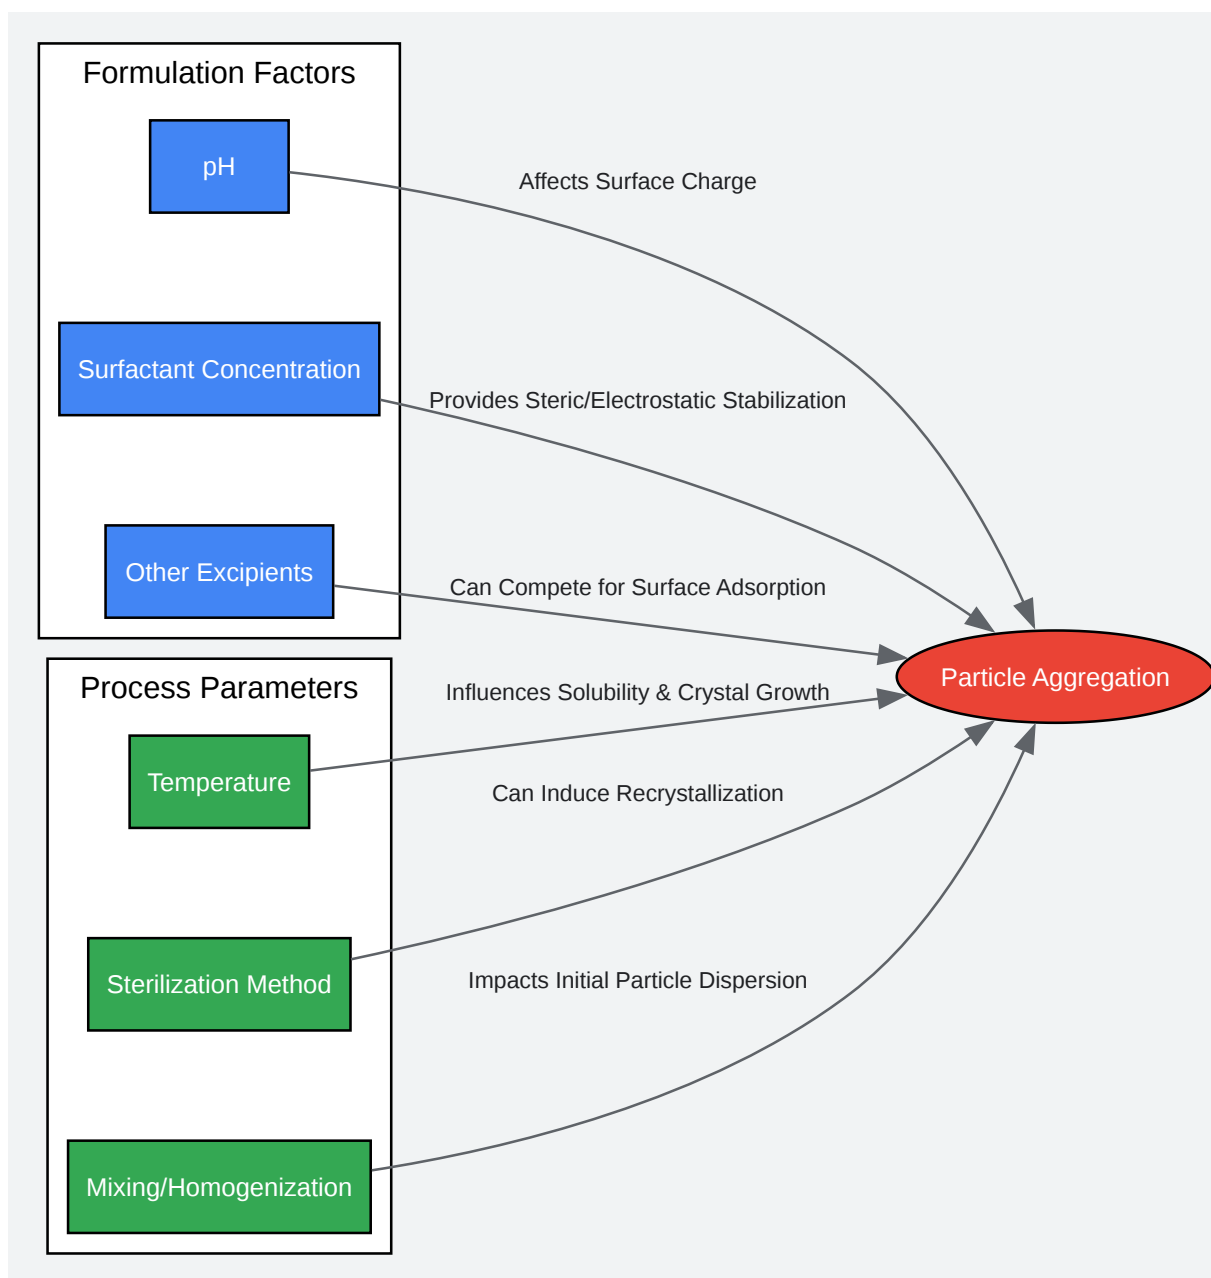 Formulation Factors
pH
Affects Surface Charge
Surfactant Concentration
Provides Steric/Electrostatic Stabilization
Other Excipients
Can Compete for Surface Adsorption
Particle Aggregation
Process Parameters
Influences Solubility & Crystal Growth
Temperature
Can Induce Recrystallization
Sterilization Method
Impacts Initial Particle Dispersion
Mixing/Homogenization